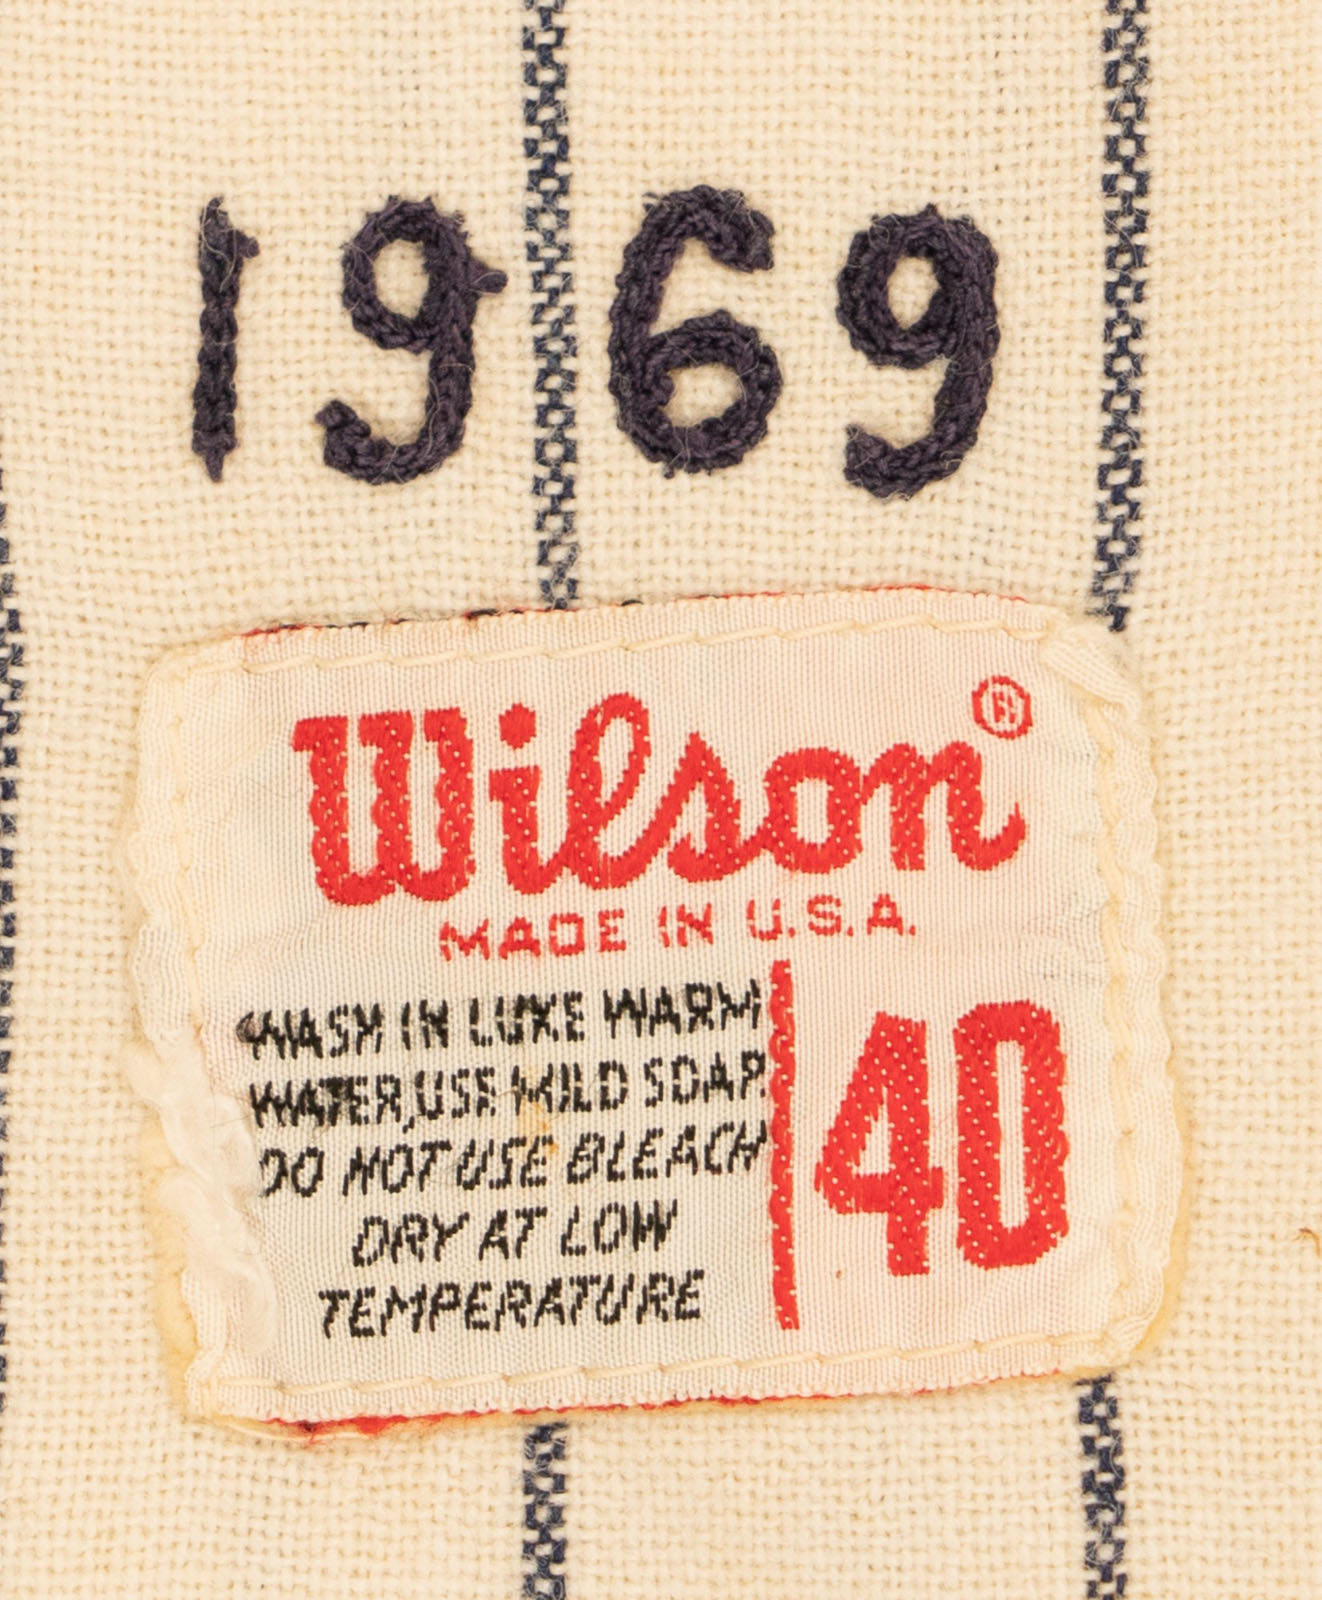 1969
Wilson®
MADE IN U.S.A.
WASH IN LUKE WARM
WATER, USE MILD SOAP.
DO NOT USE BLEACH
DRY AT LOW
TEMPERATURE
40